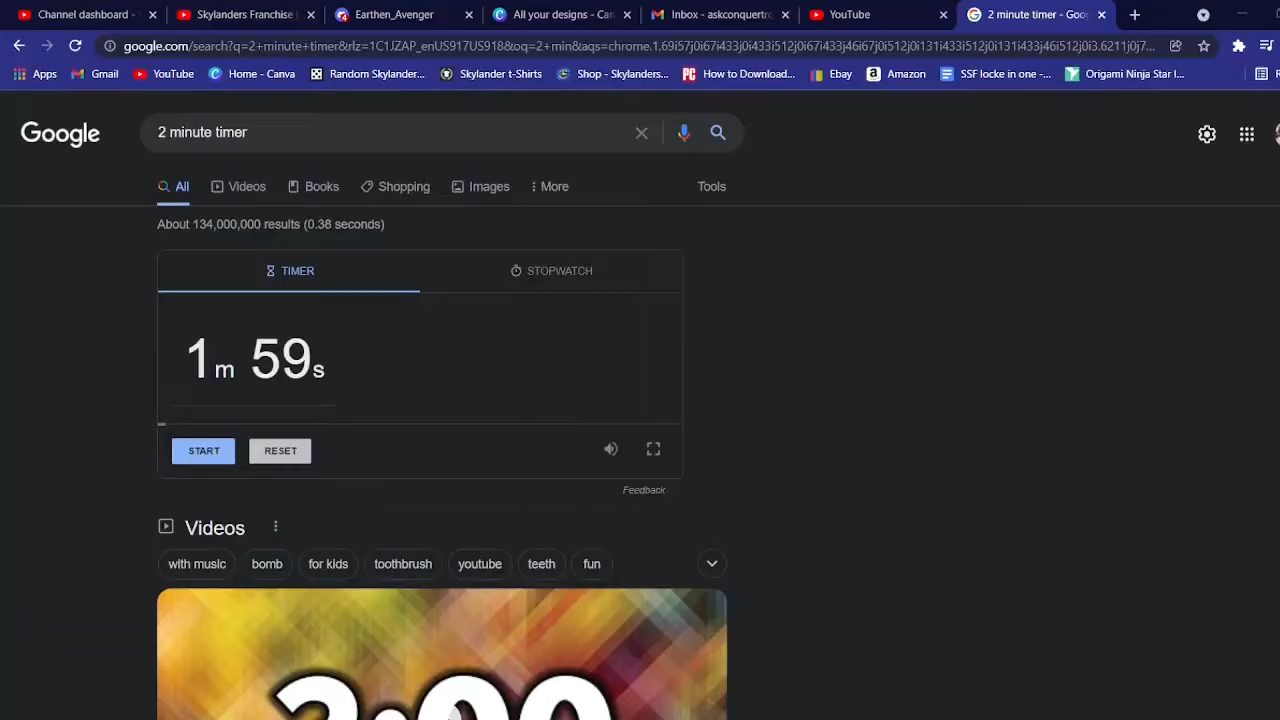 Channel dashboard - Skylanders Franchise Earthen_Avenger All your designs - Can Inbox - askconquertr YouTube 2 minute timer - Goo
google.com/search?q=2+minute+timer&rlz=1C1JZAP_enUS917US918&oq=2+min&aqs=chrome.1.69i57j0i67i433j0i433i512j0i67i433j46i67j0i512j0i131i433i512j0i131i433j46i512j0i3.6211j0j7...
Apps Gmail YouTube Home - Canva Random Skylander... Skylander t-Shirts Shop - Skylanders... How to Download... Ebay Amazon SSF locke in one -... Origami Ninja Star I...
Google 2 minute timer
All Videos Books Shopping Images More Tools
About 134,000,000 results (0.38 seconds)
TIMER STOPWATCH
1m 59s
START RESET
Feedback
Videos
with music bomb for kids toothbrush youtube teeth fun
2:00